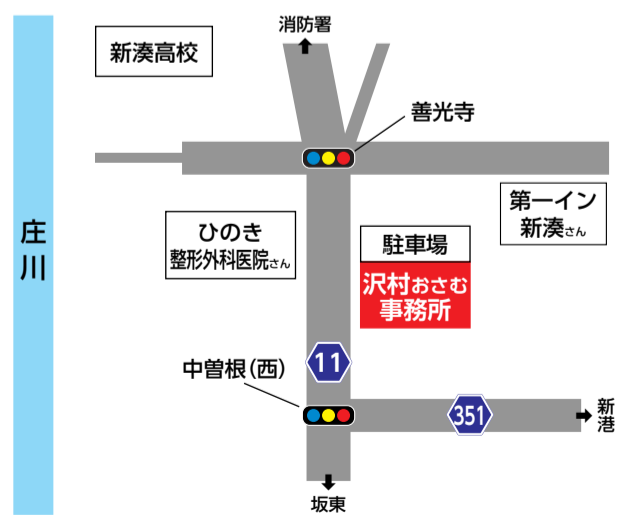 消防署
新湊高校
善光寺
第一イン
新湊さん
庄川
ひのき
整形外科医院さん
駐車場
沢村おさむ
事務所
11
中曽根(西)
351
新港
坂東